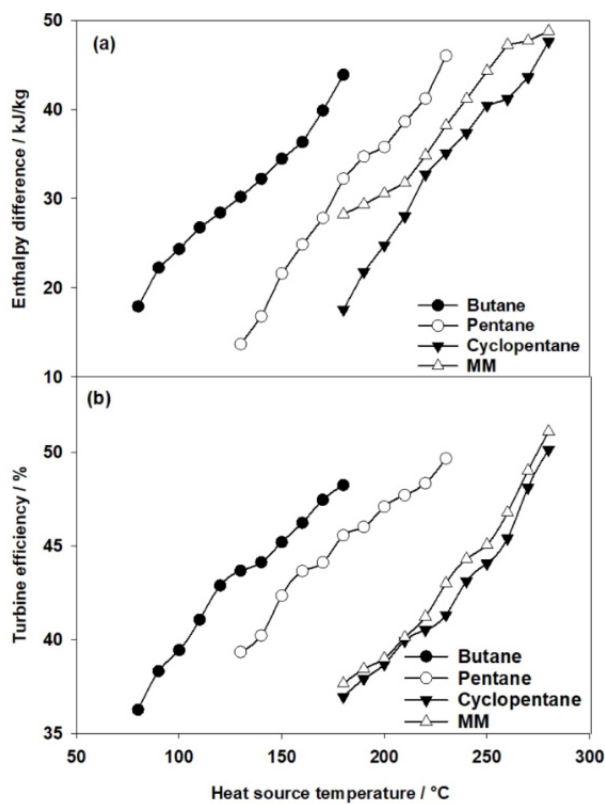 50
(a)
40
30
20
10
Enthalpy difference / kJ/kg
Butane
Pentane
Cyclopentane
MM
(b)
50
45
40
35
Turbine efficiency / %
Butane
Pentane
Cyclopentane
MM
50 100 150 200 250 300
Heat source temperature / °C